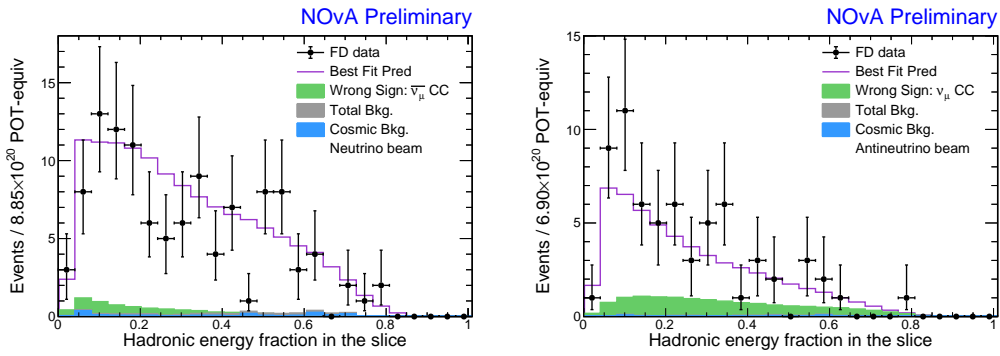 NOvA Preliminary
Events / 8.85×10²⁰ POT-equiv
15
10
5
0
0 0.2 0.4 0.6 0.8 1
Hadronic energy fraction in the slice
FD data
Best Fit Pred
Wrong Sign: ν̅μ CC
Total Bkg.
Cosmic Bkg.
Neutrino beam
NOvA Preliminary
Events / 6.90×10²⁰ POT-equiv
15
10
5
0
0 0.2 0.4 0.6 0.8 1
Hadronic energy fraction in the slice
FD data
Best Fit Pred
Wrong Sign: νμ CC
Total Bkg.
Cosmic Bkg.
Antineutrino beam